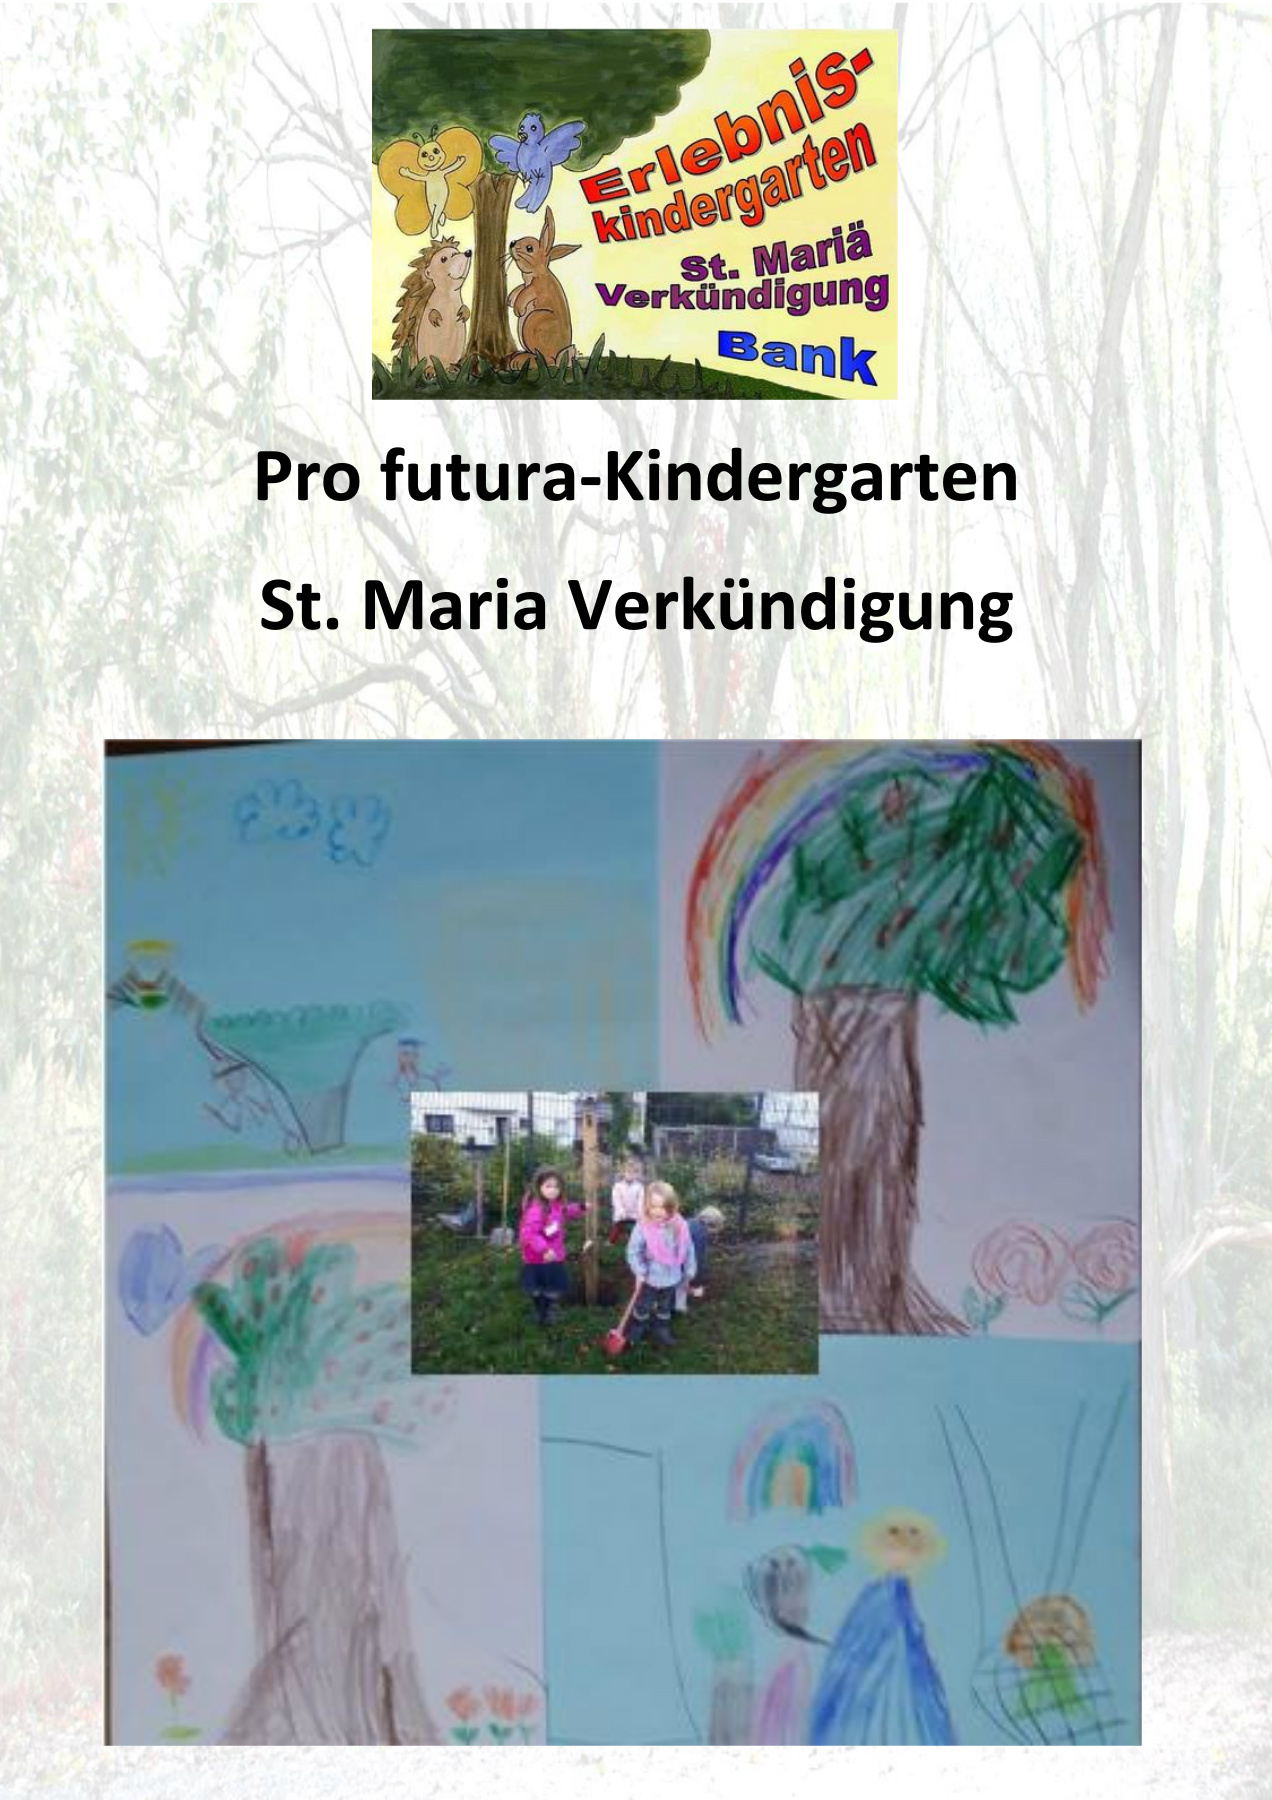 Erlebnis-
kindergarten
St. Mariä
Verkündigung
Bank
Pro futura-Kindergarten
St. Maria Verkündigung